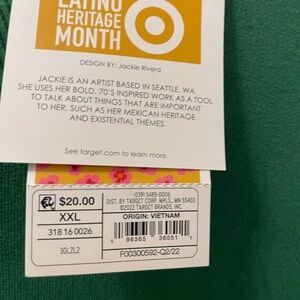 LATINO
HERITAGE
MONTH
DESIGN BY: Jackie Rivera
JACKIE IS AN ARTIST BASED IN SEATTLE, WA.
SHE USES HER BOLD, 70'S INSPIRED WORK AS A TOOL
TO TALK ABOUT THINGS THAT ARE IMPORTANT
TO HER. SUCH AS HER MEXICAN HERITAGE
AND EXISTENTIAL THEMES.
See target.com to learn more.
$20.00
XXL
318 16 0026
3GLZL2
-039| 5485-0006
DIST. BY TARGET CORP. MPLS., MN 55403
©2022 TARGET BRANDS, INC.
ORIGIN: VIETNAM
1 96365 36051 1
F00300592-Q2/22